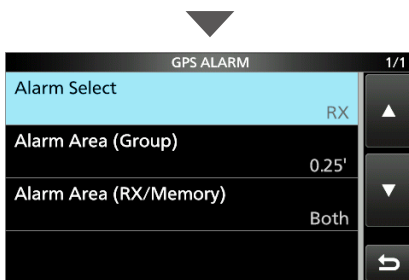 GPS ALARM 1/1
Alarm Select
RX
Alarm Area (Group)
0.25'
Alarm Area (RX/Memory)
Both